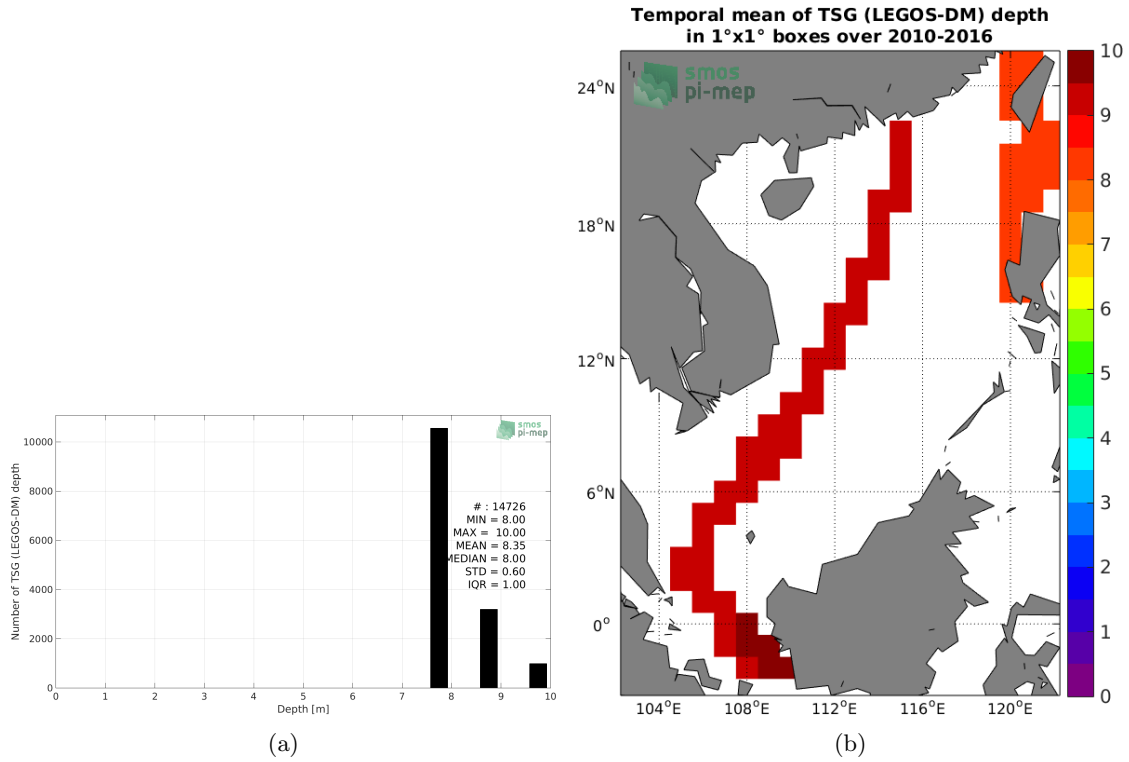 Temporal mean of TSG (LEGOS-DM) depth
in 1°x1° boxes over 2010-2016
smos
pi-mep
24°N
18°N
12°N
6°N
0°
104°E
108°E
112°E
116°E
120°E
10
9
8
7
6
5
4
3
2
1
0
(b)
smos
pi-mep
Number of TSG (LEGOS-DM) depth
10000
8000
6000
4000
2000
0
# : 14726
MIN = 8.00
MAX = 10.00
MEAN = 8.35
MEDIAN = 8.00
STD = 0.60
IQR = 1.00
0
1
2
3
4
5
6
7
8
9
10
Depth [m]
(a)